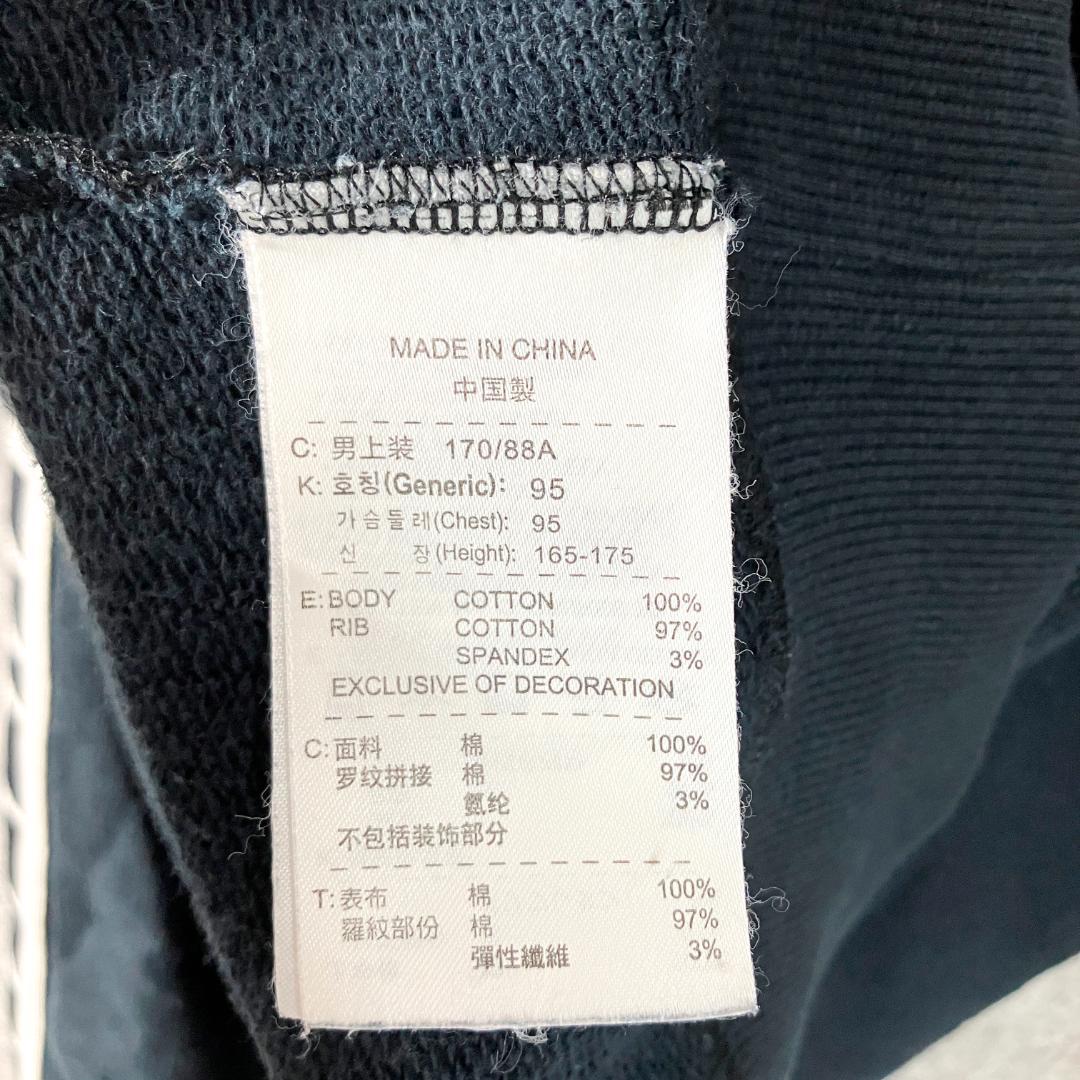 MADE IN CHINA
中国製
C: 男上装 170/88A
K: 호칭(Generic): 95
가슴둘레(Chest): 95
신 장(Height): 165-175
E: BODY COTTON 100%
RIB COTTON 97%
SPANDEX 3%
EXCLUSIVE OF DECORATION
C: 面料 棉 100%
罗纹拼接 棉 97%
氨纶 3%
不包括装饰部分
T: 表布 棉 100%
羅紋部份 棉 97%
彈性纖維 3%